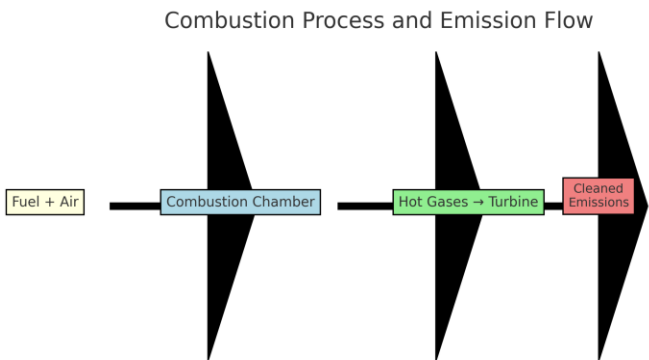 Combustion Process and Emission Flow
Fuel + Air
Combustion Chamber
Hot Gases → Turbine
Cleaned
Emissions